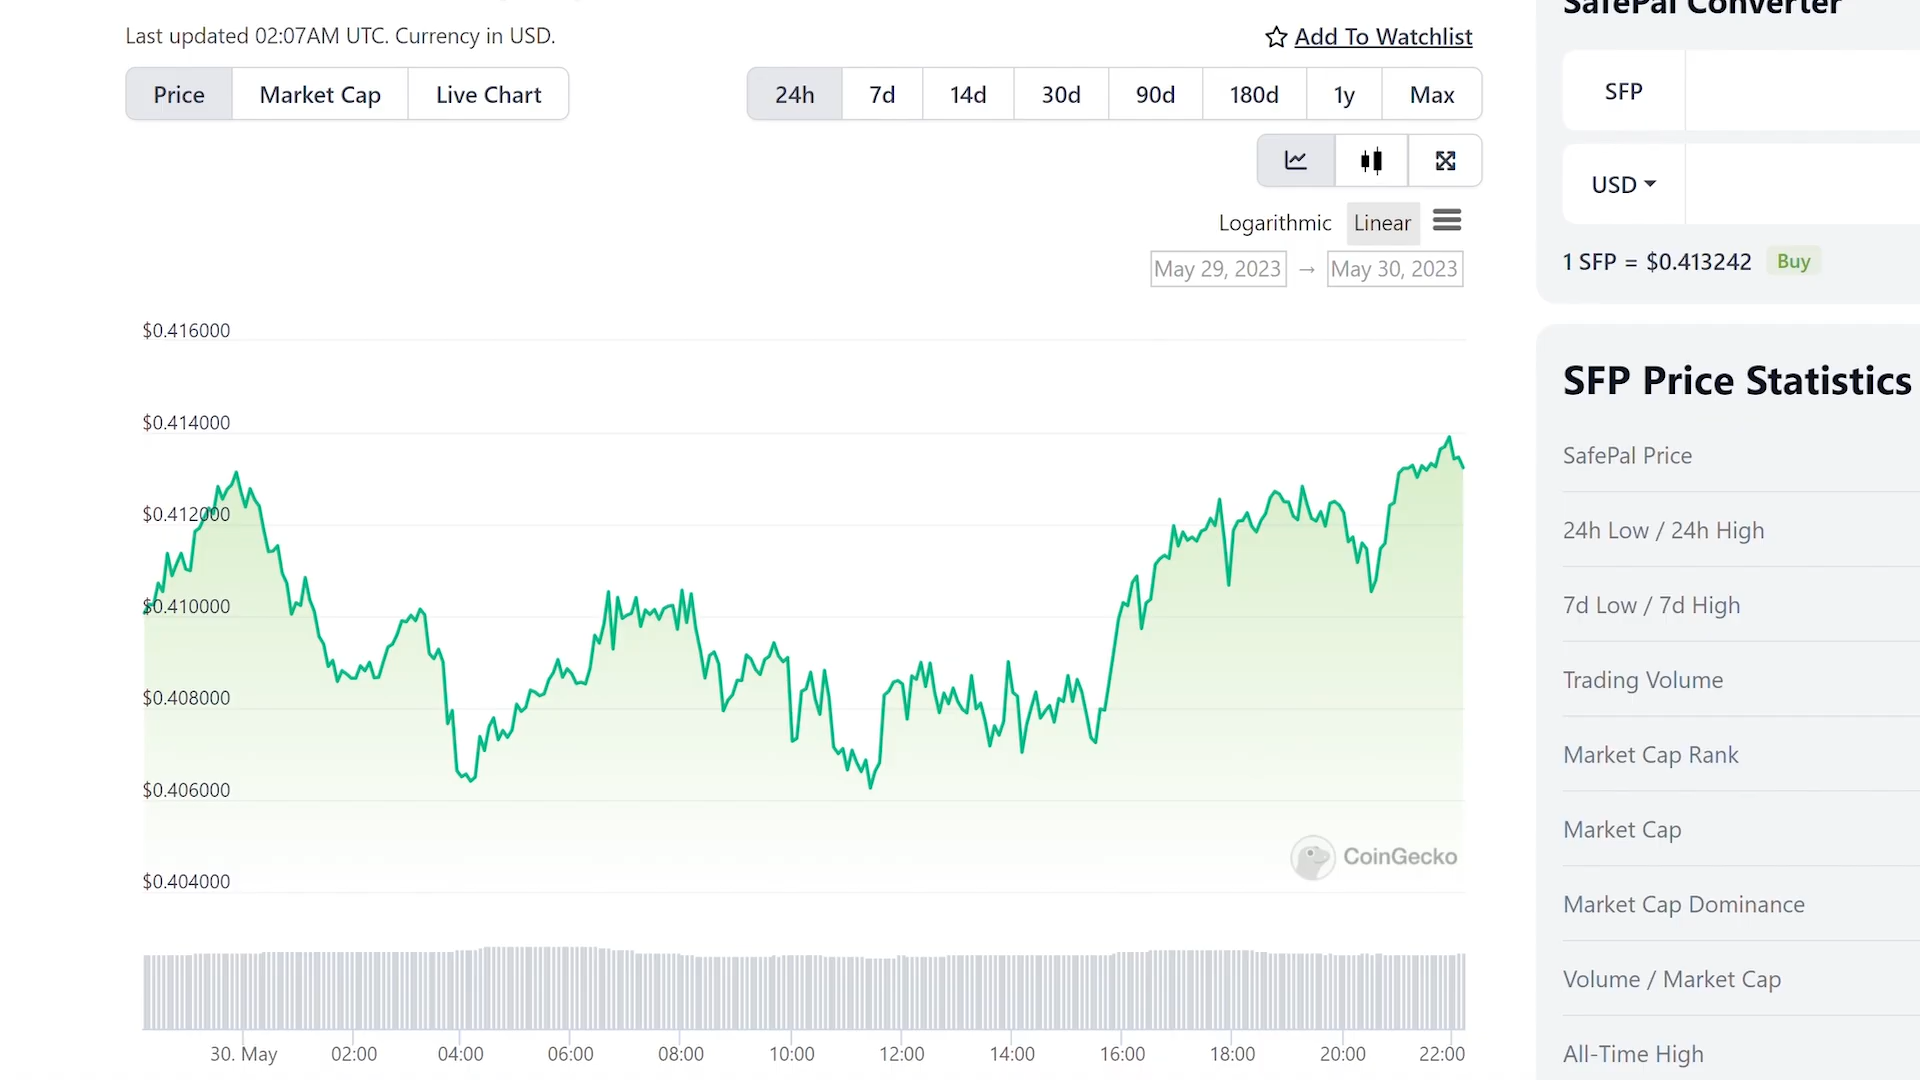 Last updated 02:07AM UTC. Currency in USD.
Add To Watchlist
Price Market Cap Live Chart
24h 7d 14d 30d 90d 180d 1y Max
Logarithmic Linear
May 29, 2023 → May 30, 2023
$0.416000
$0.414000
$0.412000
$0.410000
$0.408000
$0.406000
$0.404000
CoinGecko
30. May 02:00 04:00 06:00 08:00 10:00 12:00 14:00 16:00 18:00 20:00 22:00
SafePal Converter
SFP
USD
1 SFP = $0.413242 Buy
SFP Price Statistics
SafePal Price
24h Low / 24h High
7d Low / 7d High
Trading Volume
Market Cap Rank
Market Cap
Market Cap Dominance
Volume / Market Cap
All-Time High